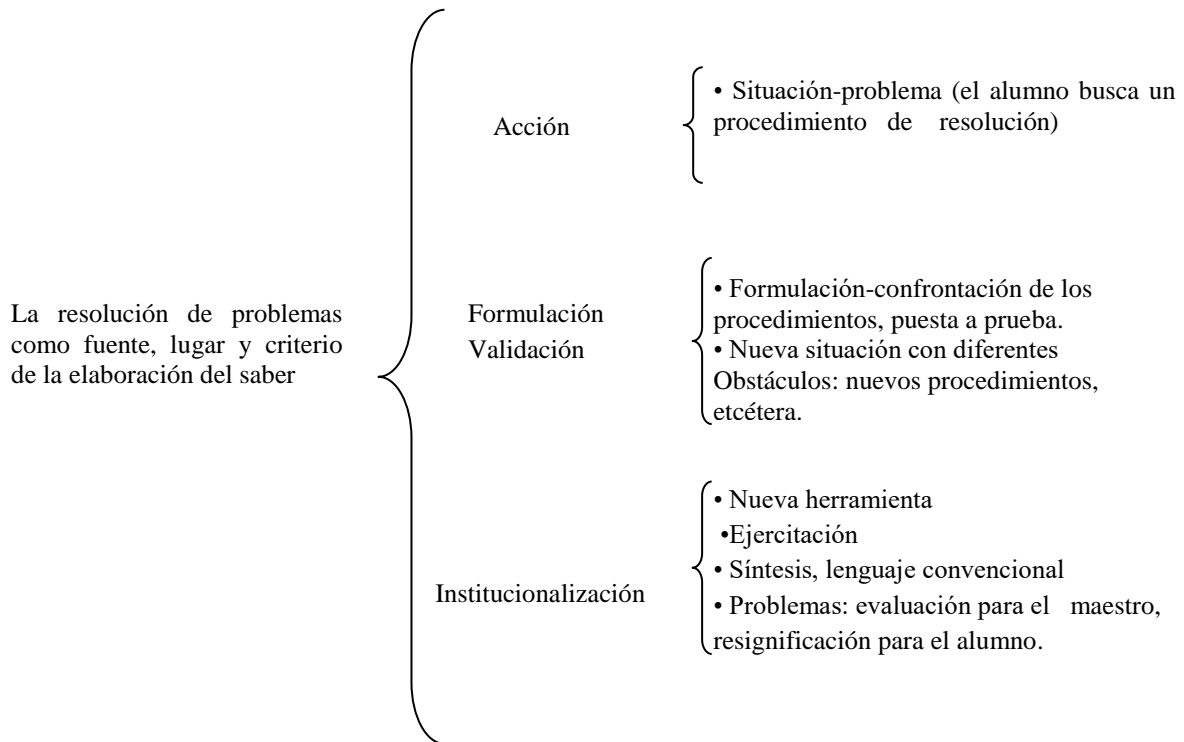 La resolución de problemas
como fuente, lugar y criterio
de la elaboración del saber
Acción
• Situación-problema (el alumno busca un
procedimiento de resolución)
Formulación
Validación
• Formulación-confrontación de los
procedimientos, puesta a prueba.
• Nueva situación con diferentes
Obstáculos: nuevos procedimientos,
etcétera.
Institucionalización
• Nueva herramienta
•Ejercitación
• Síntesis, lenguaje convencional
• Problemas: evaluación para el maestro,
resignificación para el alumno.